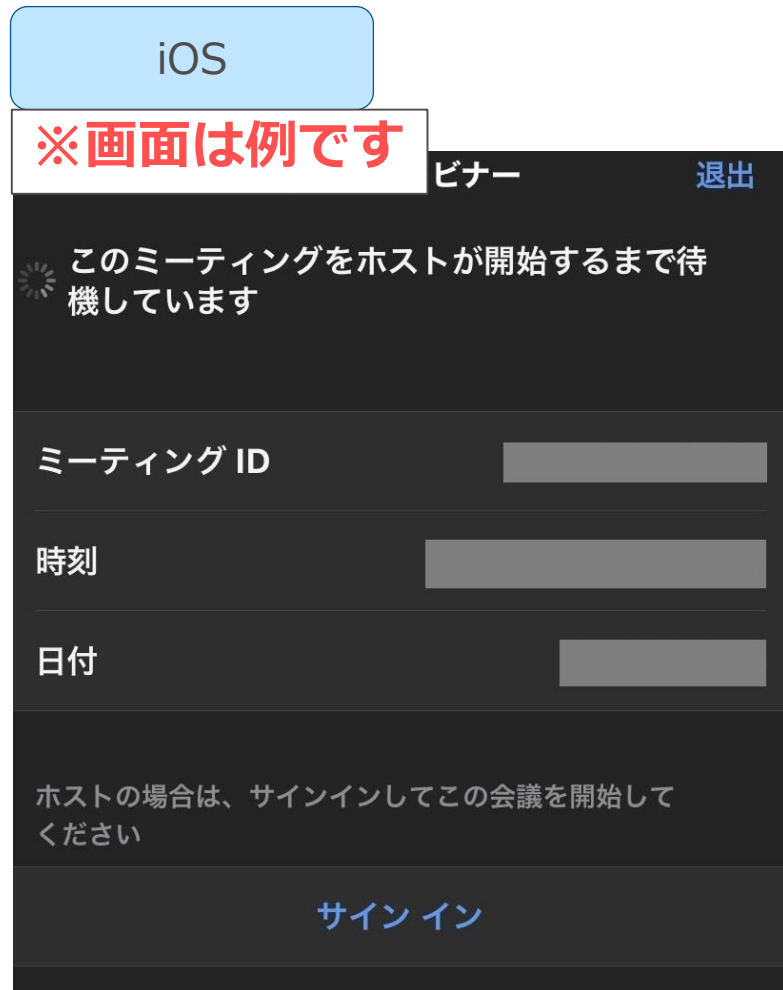 iOS
※画面は例です
ビナー
退出
このミーティングをホストが開始するまで待
機しています
ミーティング ID
時刻
日付
ホストの場合は、サインインしてこの会議を開始して
ください
サイン イン